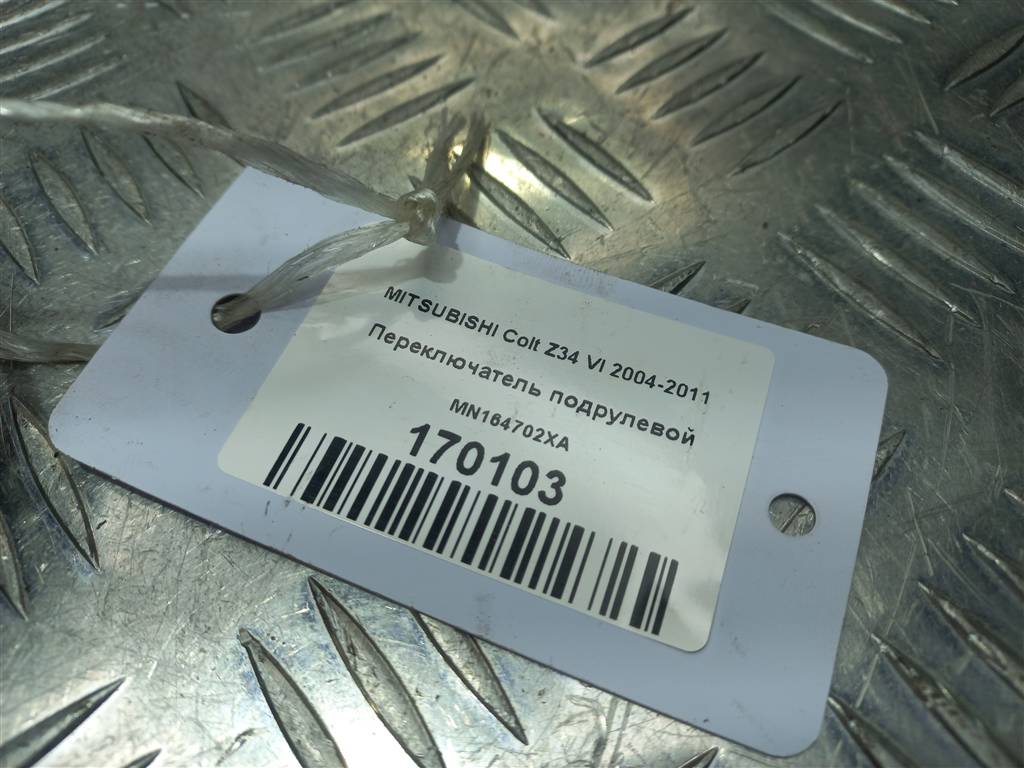 MITSUBISHI Colt Z34 VI 2004-2011
Переключатель подрулевой
MN164702XA
170103